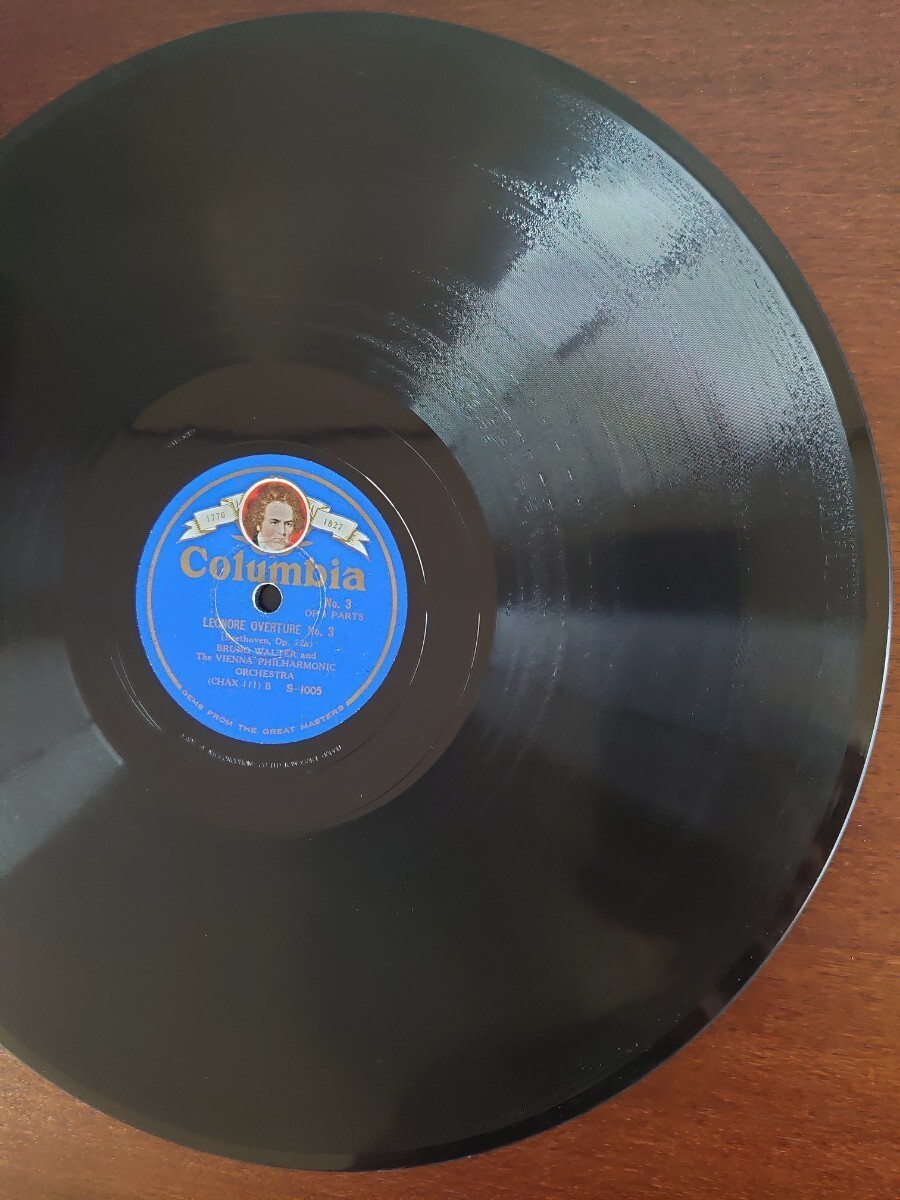 1770
1827
Columbia
No. 3
OF 4 PARTS
LEONORE OVERTURE No. 3
(Beethoven, Op. 72A)
BRUNO WALTER and
The VIENNA PHILHARMONIC
ORCHESTRA
(CHAX 111) B S-1005
GEMS FROM THE GREAT MASTERS